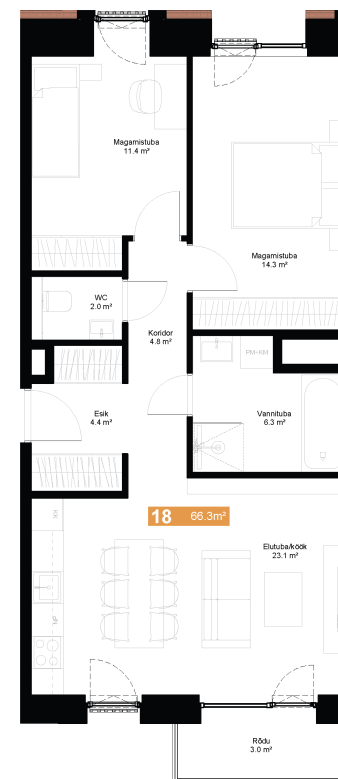 Magamistuba
11.4 m²
Magamistuba
14.3 m²
WC
2.0 m²
Koridor
4.8 m²
PM+KM
Esik
4.4 m²
Vannituba
6.3 m²
18 66.3m²
KK
Elutuba/köök
23.1 m²
NP
Rõdu
3.0 m²